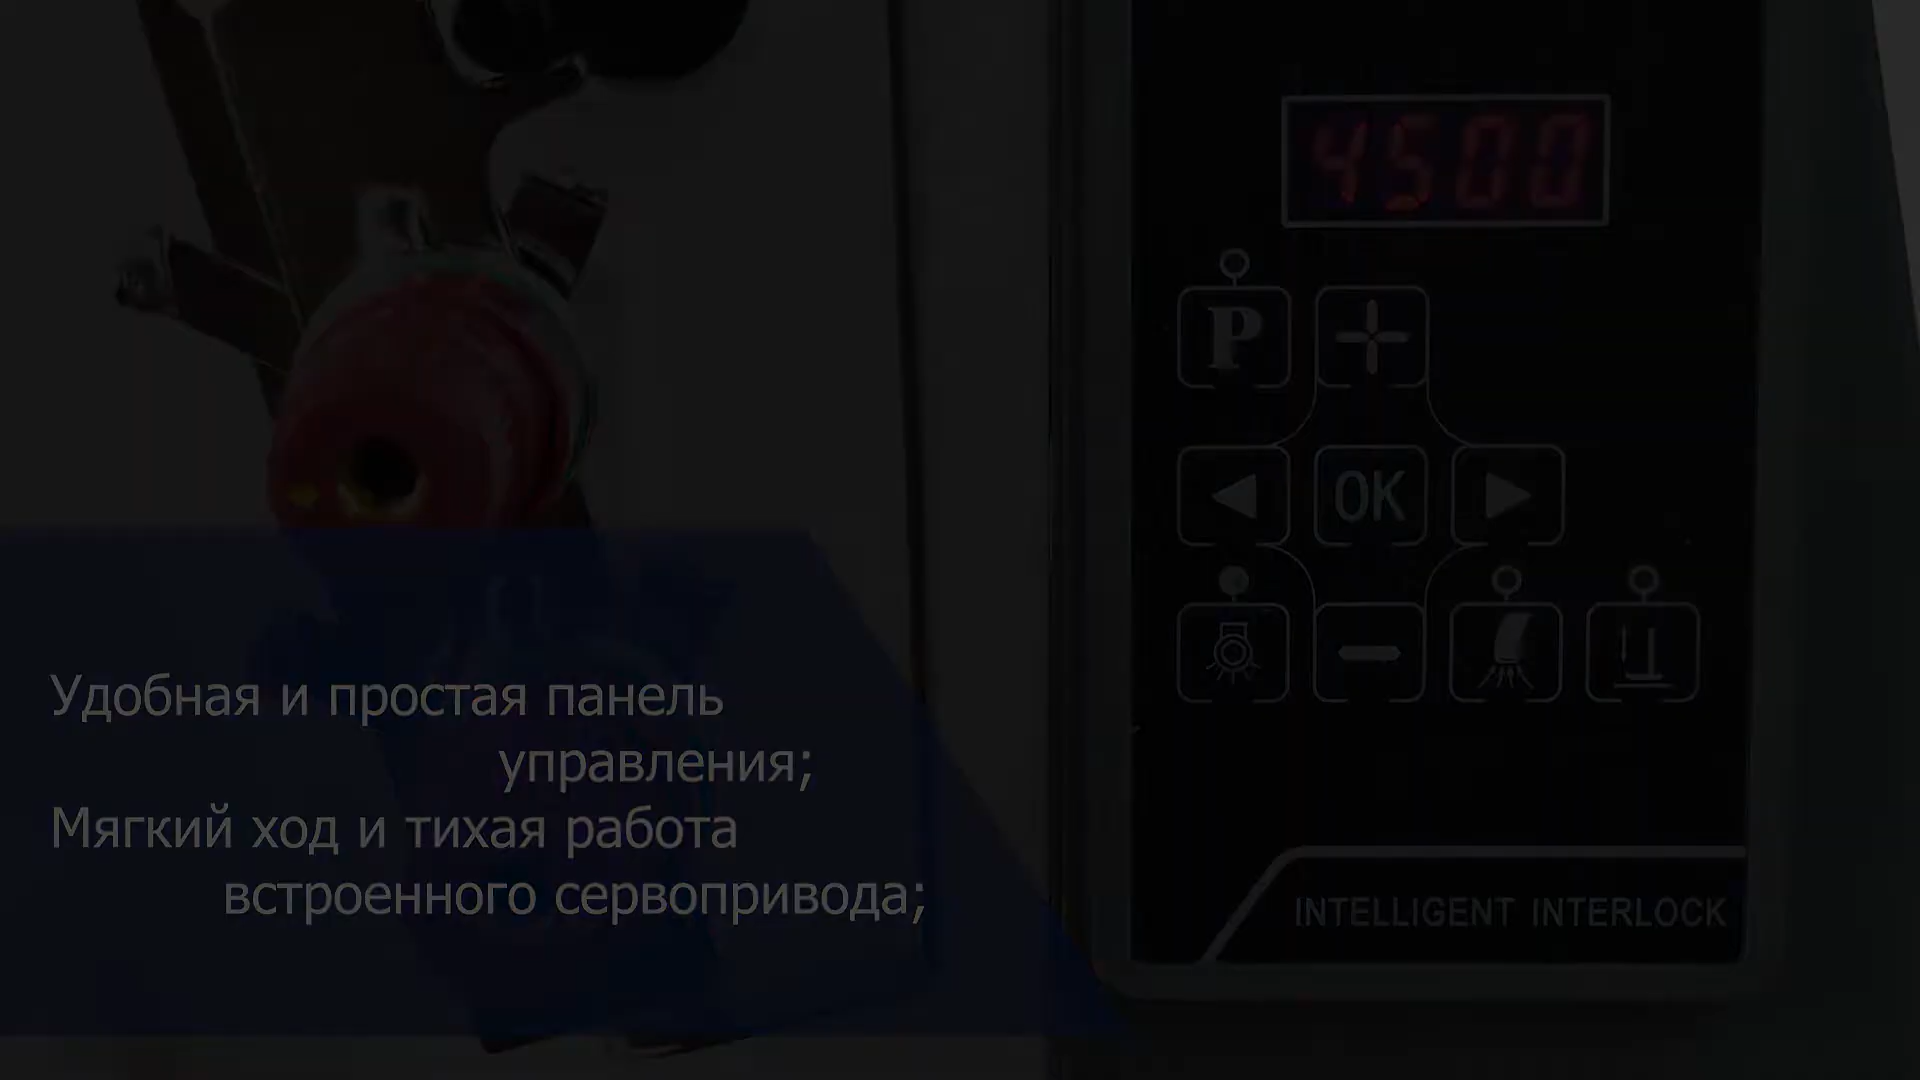 4500
P
OK
INTELLIGENT INTERLOCK
Удобная и простая панель
управления;
Мягкий ход и тихая работа
встроенного сервопривода;